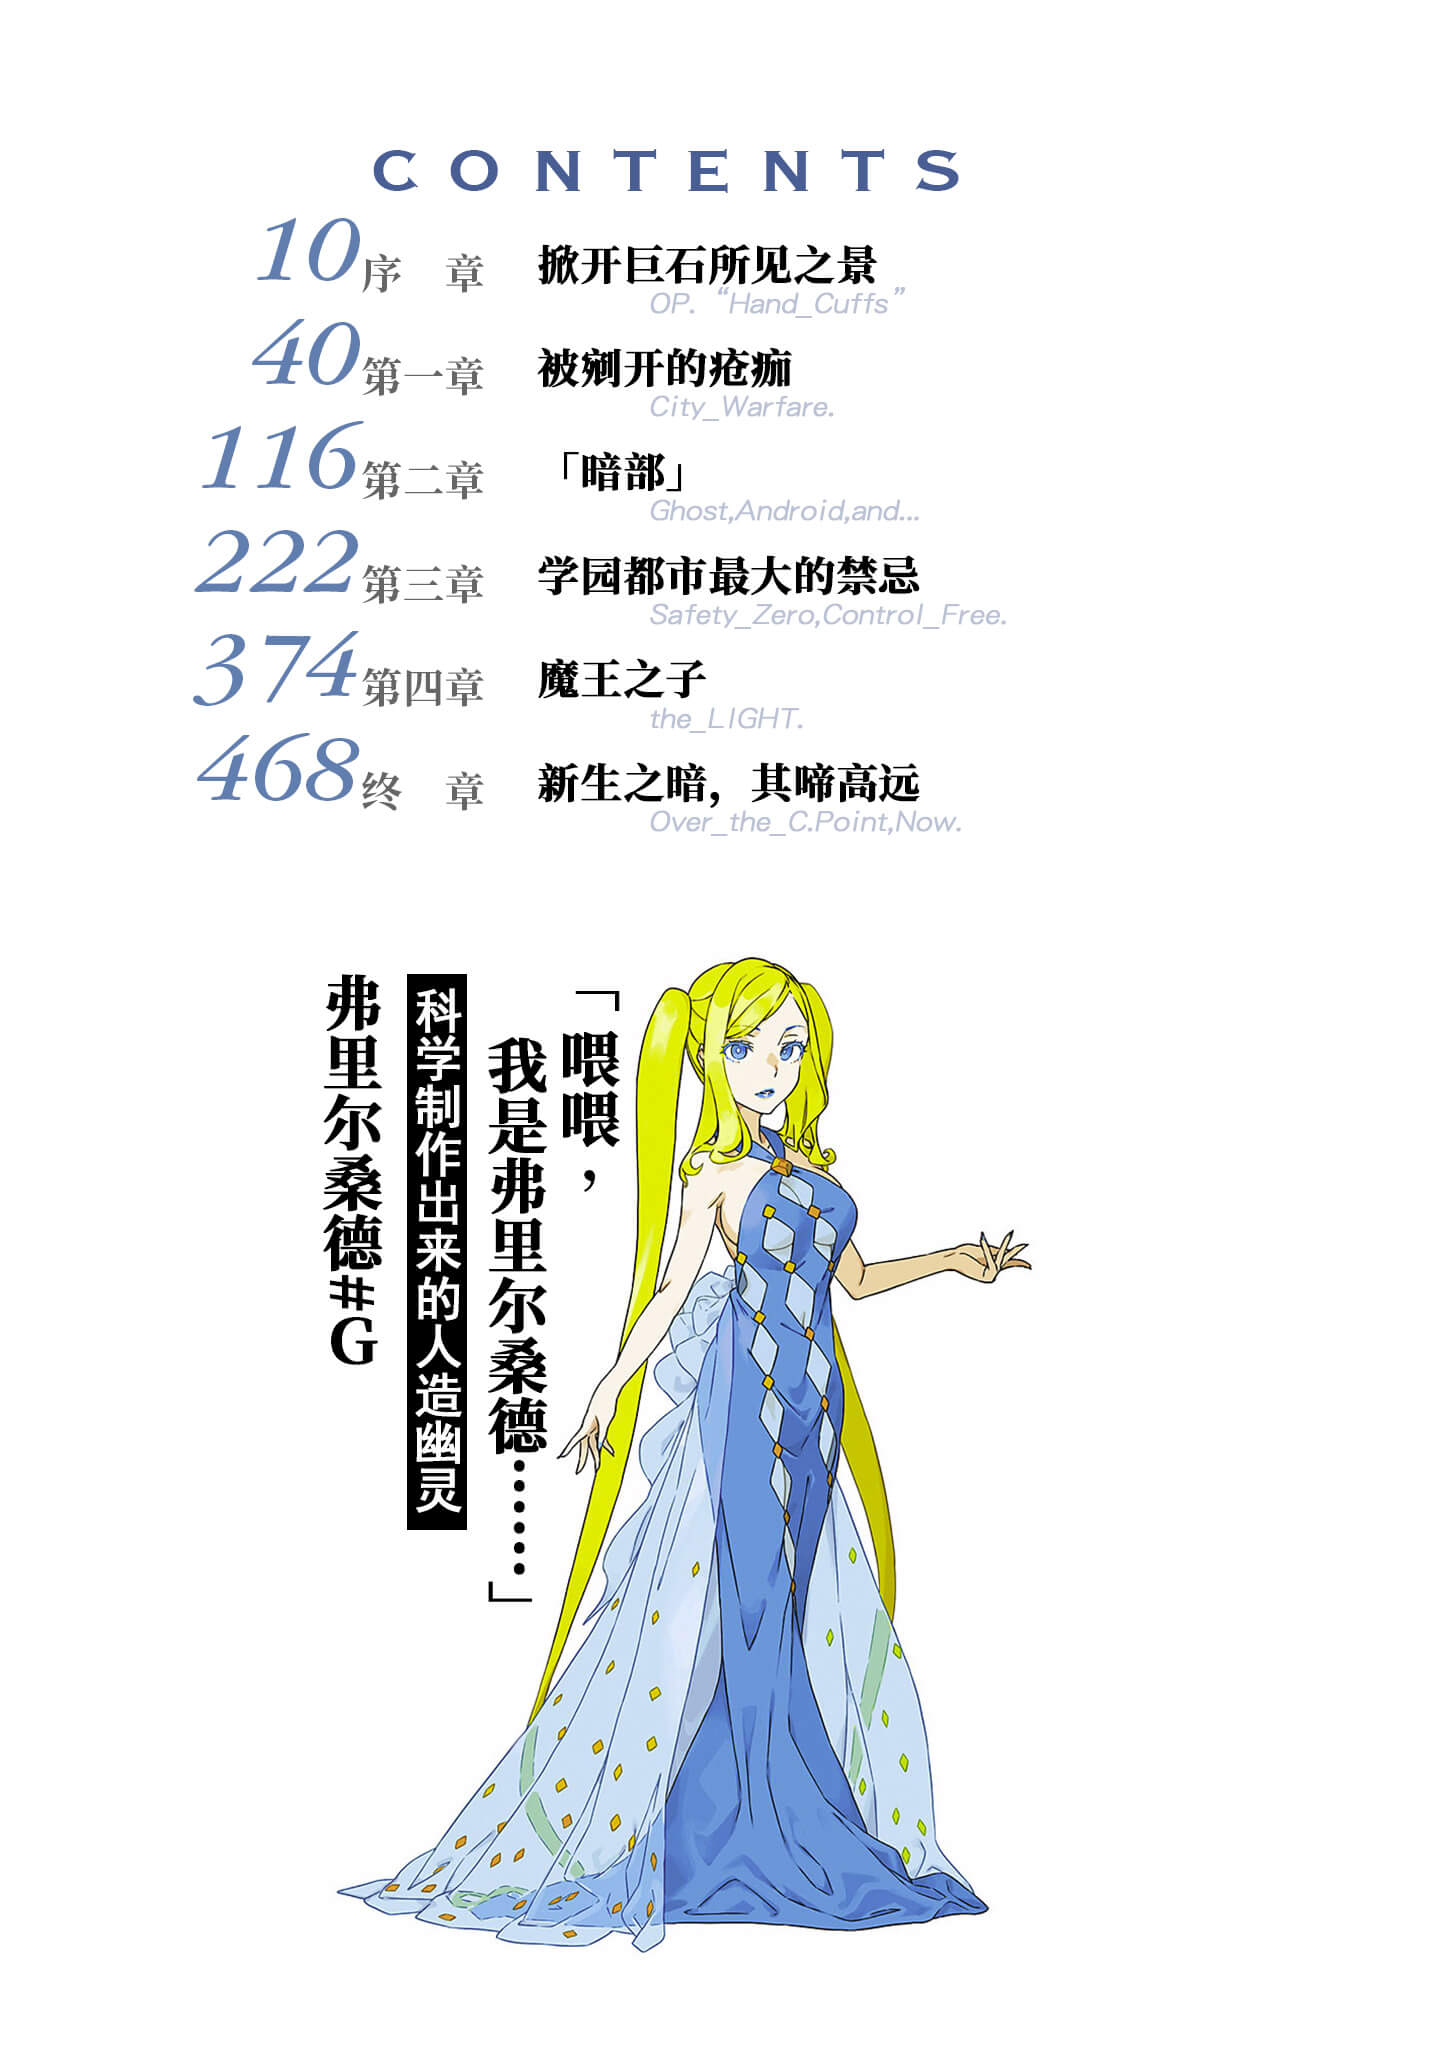 CONTENTS
10 序 章 掀开巨石所见之景
OP. “Hand_Cuffs”
40 第一章 被剜开的疮痂
City_Warfare.
116 第二章 「暗部」
Ghost,Android,and...
222 第三章 学园都市最大的禁忌
Safety_Zero,Control_Free.
374 第四章 魔王之子
the_LIGHT.
468 终 章 新生之暗，其啼高远
Over_the_C.Point,Now.
「喂喂，
我是弗里尔桑德……」
科学制作出来的人造幽灵
弗里尔桑德#G